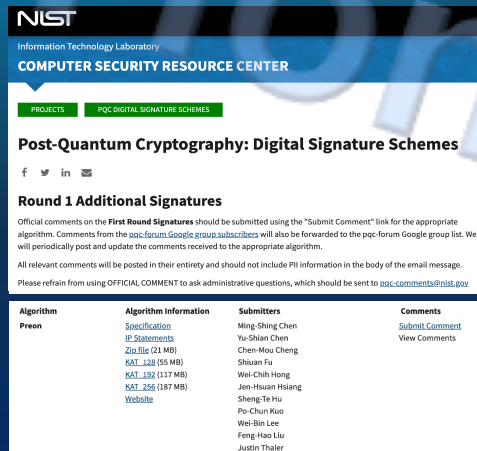 NIST
Information Technology Laboratory
COMPUTER SECURITY RESOURCE CENTER
PROJECTS PQC DIGITAL SIGNATURE SCHEMES
Post-Quantum Cryptography: Digital Signature Schemes
Round 1 Additional Signatures
Official comments on the First Round Signatures should be submitted using the "Submit Comment" link for the appropriate
algorithm. Comments from the pqc-forum Google group subscribers will also be forwarded to the pqc-forum Google group list. We
will periodically post and update the comments received to the appropriate algorithm.
All relevant comments will be posted in their entirety and should not include PII information in the body of the email message.
Please refrain from using OFFICIAL COMMENT to ask administrative questions, which should be sent to pqc-comments@nist.gov
Algorithm Algorithm Information Submitters Comments
Preon Specification Ming-Shing Chen Submit Comment
IP Statements Yu-Shian Chen View Comments
Zip file (21 MB) Chen-Mou Cheng
KAT_128 (55 MB) Shiuan Fu
KAT_192 (117 MB) Wei-Chih Hong
KAT_256 (187 MB) Jen-Hsuan Hsiang
Website Sheng-Te Hu
Po-Chun Kuo
Wei-Bin Lee
Feng-Hao Liu
Justin Thaler